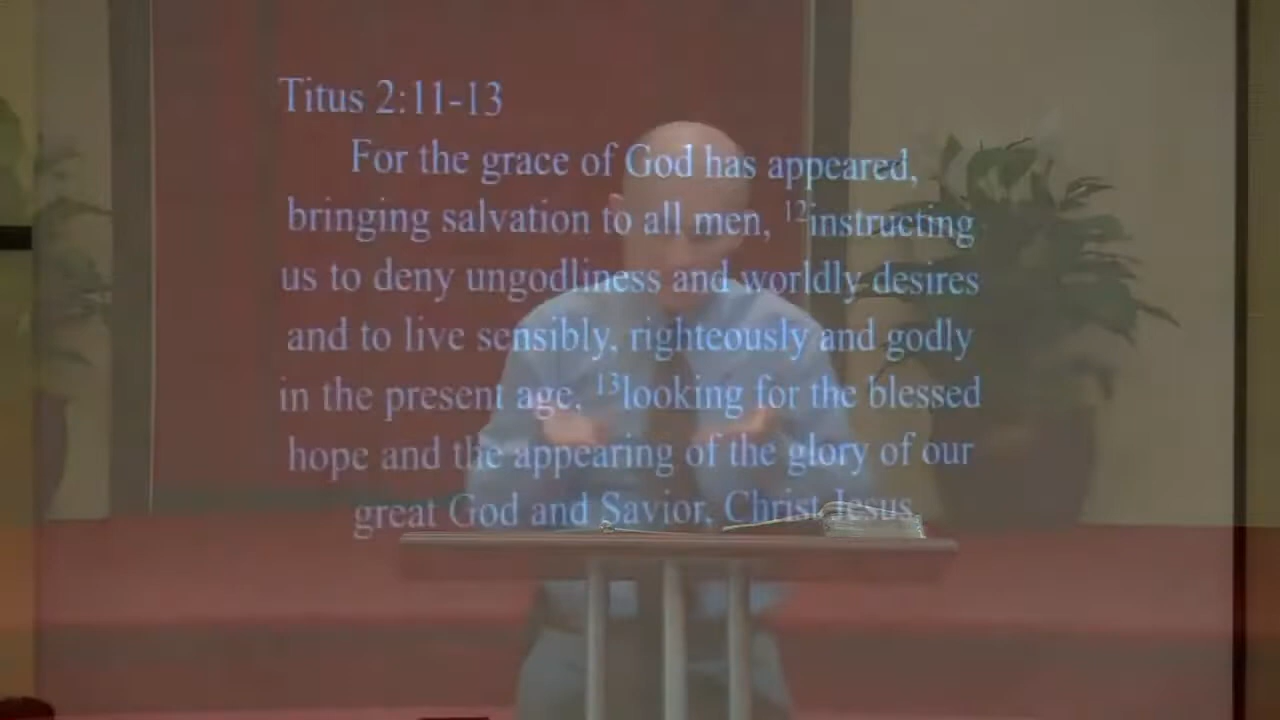 Titus 2:11-13
For the grace of God has appeared,
bringing salvation to all men, 12instructing
us to deny ungodliness and worldly desires
and to live sensibly, righteously and godly
in the present age, 13looking for the blessed
hope and the appearing of the glory of our
great God and Savior, Christ Jesus